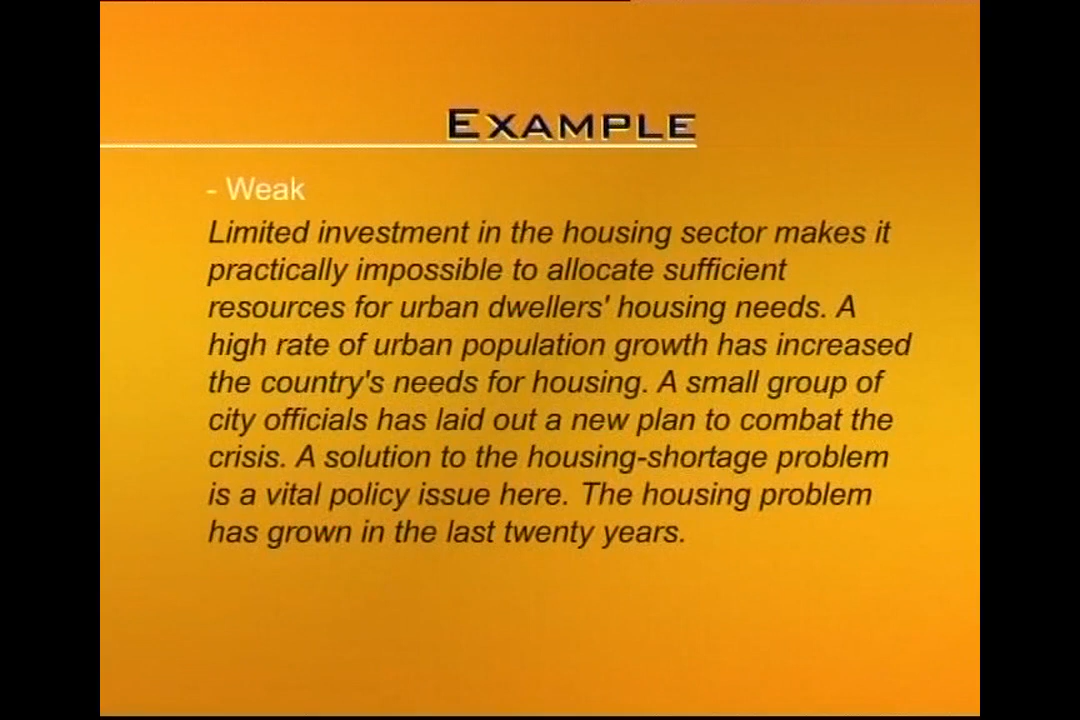 EXAMPLE
- Weak
Limited investment in the housing sector makes it
practically impossible to allocate sufficient
resources for urban dwellers' housing needs. A
high rate of urban population growth has increased
the country's needs for housing. A small group of
city officials has laid out a new plan to combat the
crisis. A solution to the housing-shortage problem
is a vital policy issue here. The housing problem
has grown in the last twenty years.